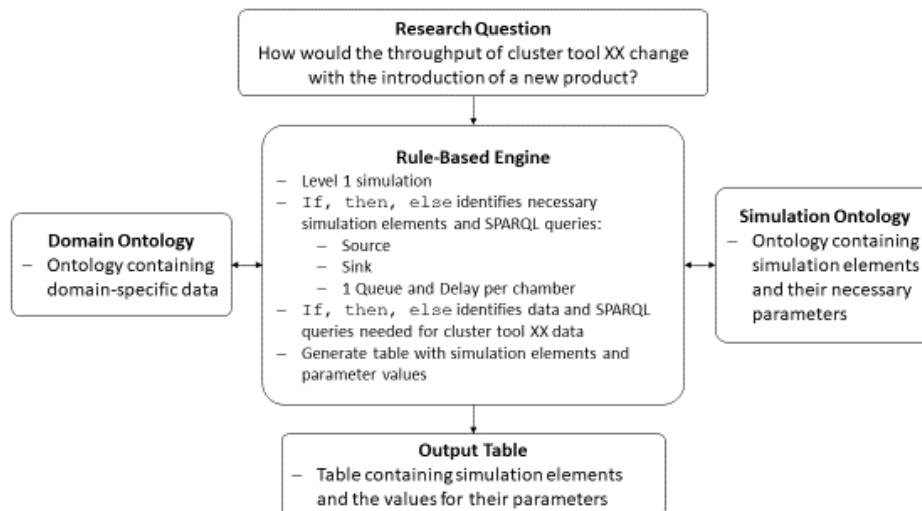 Research Question
How would the throughput of cluster tool XX change
with the introduction of a new product?
Rule-Based Engine
– Level 1 simulation
– If, then, else identifies necessary
simulation elements and SPARQL queries:
– Source
– Sink
– 1 Queue and Delay per chamber
– If, then, else identifies data and SPARQL
queries needed for cluster tool XX data
– Generate table with simulation elements and
parameter values
Domain Ontology
– Ontology containing
domain-specific data
Simulation Ontology
– Ontology containing
simulation elements
and their necessary
parameters
Output Table
– Table containing simulation elements
and the values for their parameters